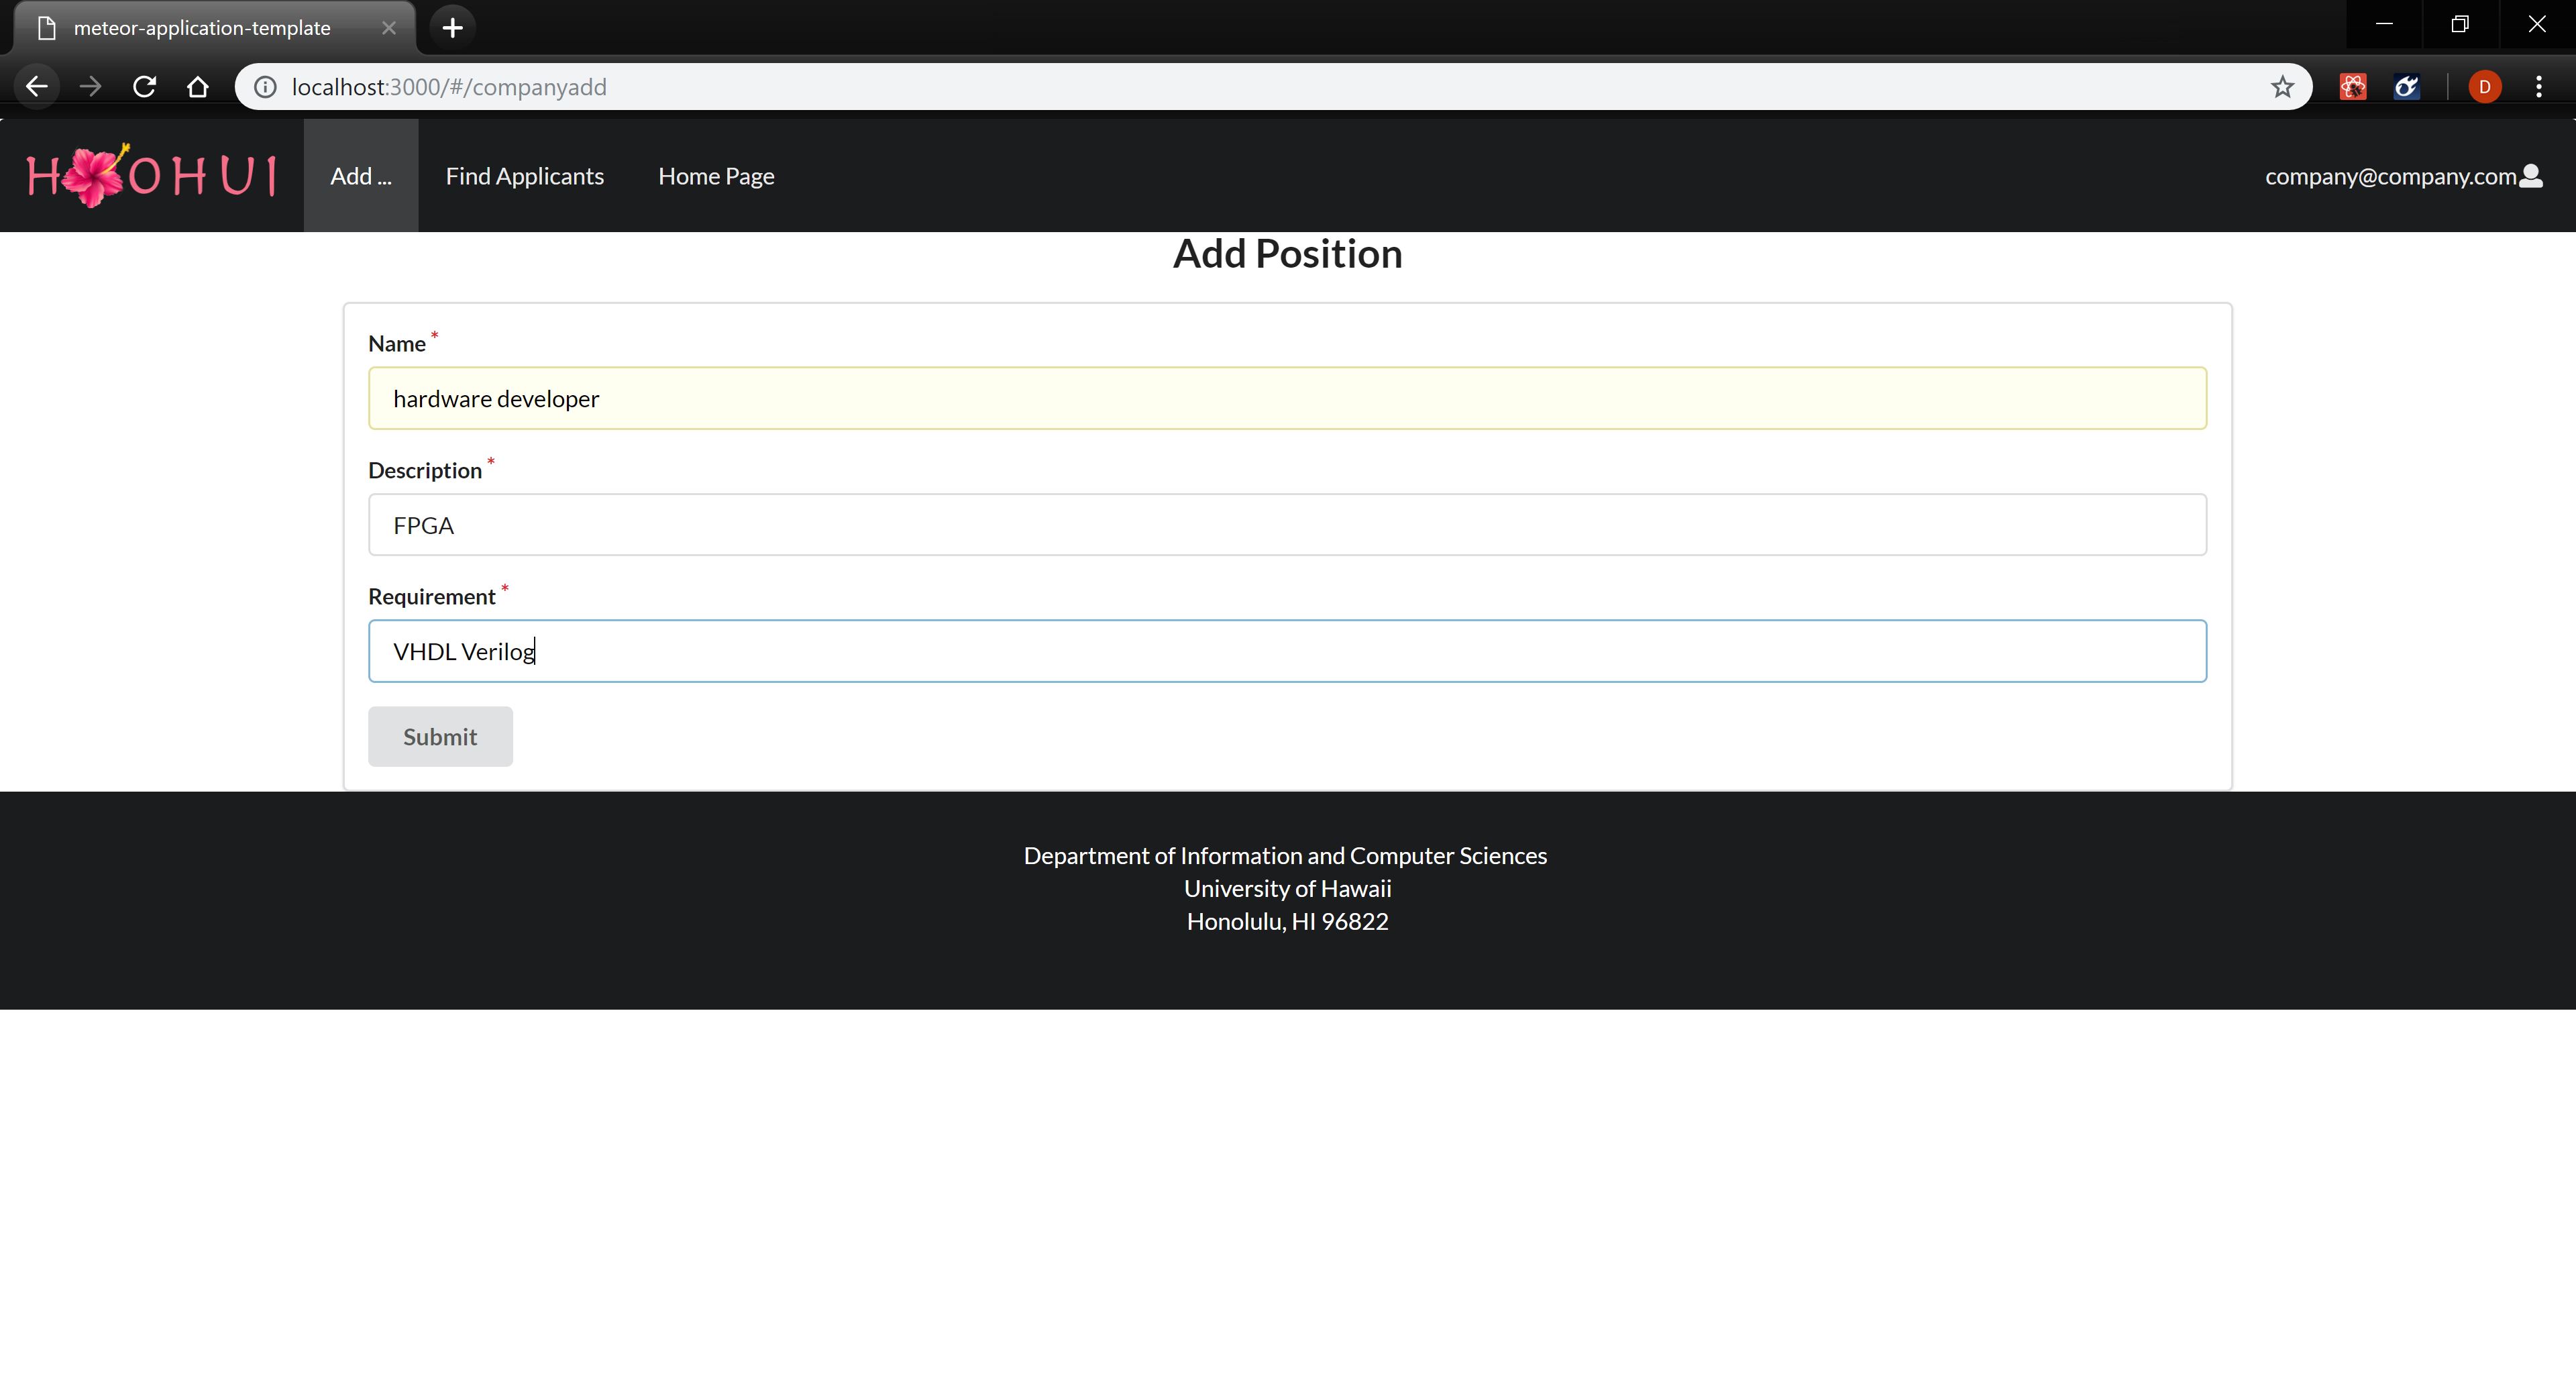 meteor-application-template
localhost:3000/#/companyadd
D
HOOHUI
Add ...
Find Applicants
Home Page
company@company.com
Add Position
Name *
hardware developer
Description *
FPGA
Requirement *
VHDL Verilog
Submit
Department of Information and Computer Sciences
University of Hawaii
Honolulu, HI 96822